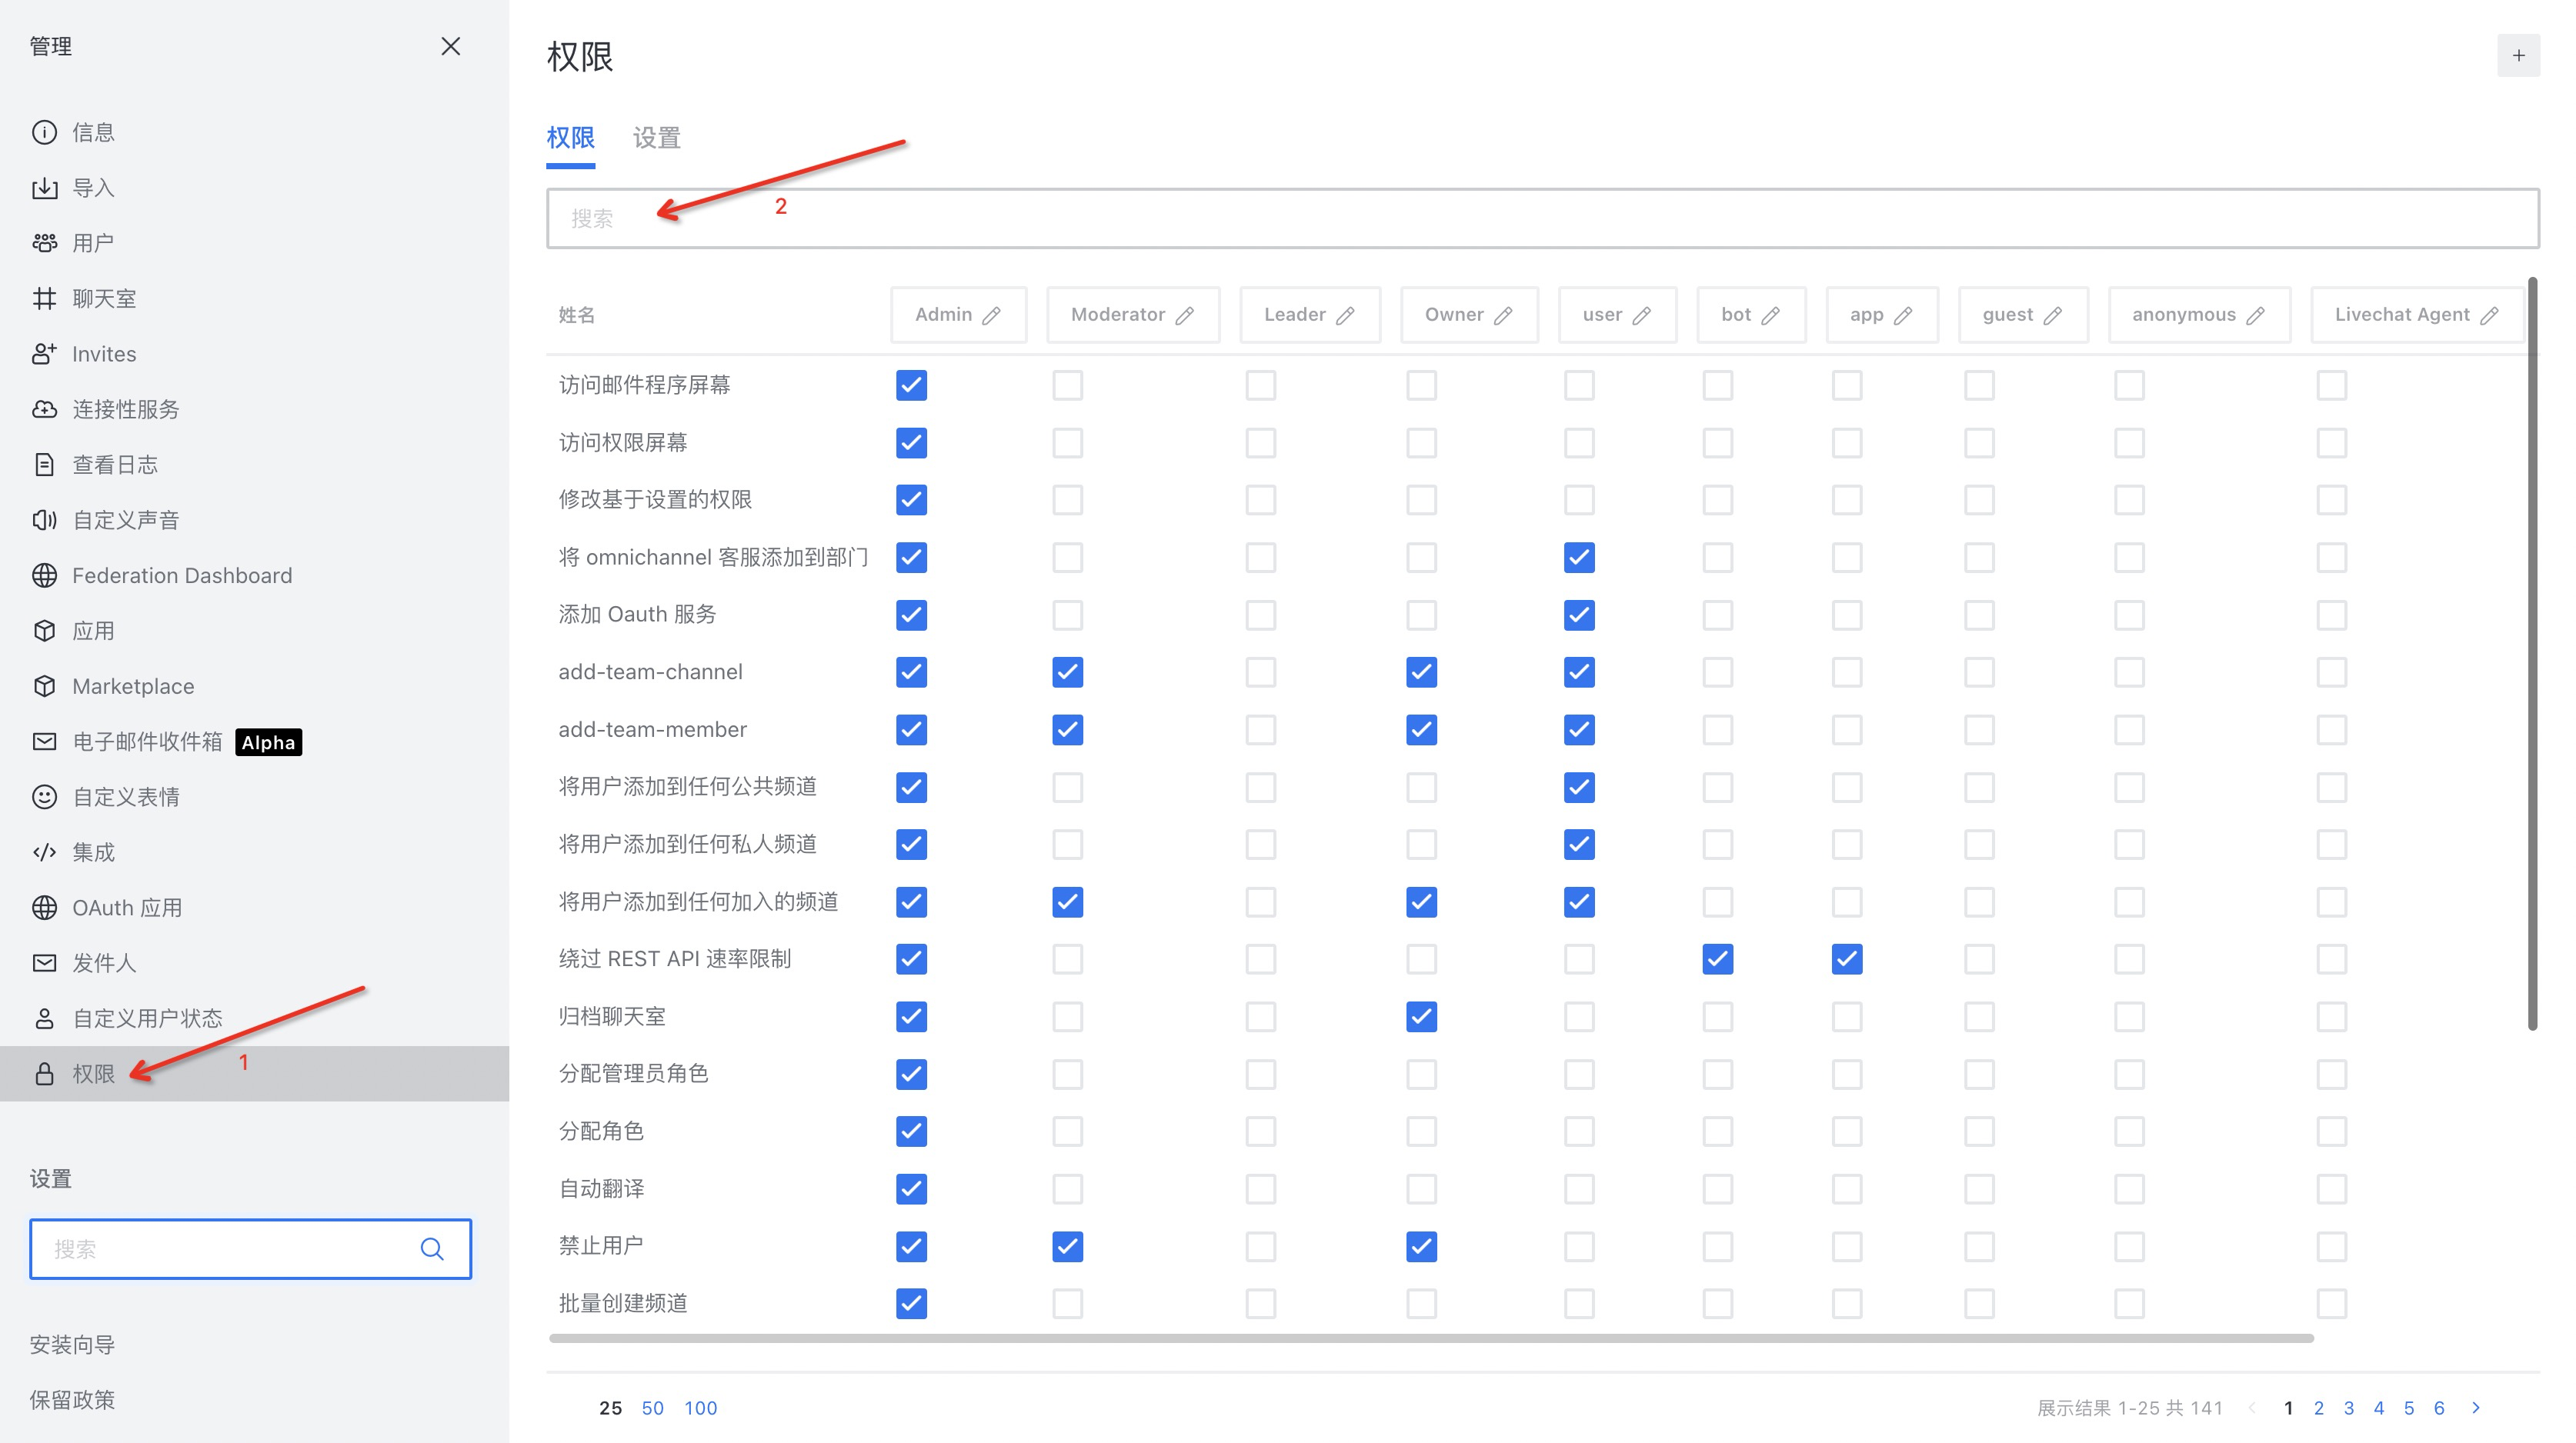 管理
信息
导入
用户
聊天室
Invites
连接性服务
查看日志
自定义声音
Federation Dashboard
应用
Marketplace
电子邮件收件箱 Alpha
自定义表情
集成
OAuth 应用
发件人
自定义用户状态
1
权限
设置
搜索
安装向导
保留政策
权限
+
权限 设置
搜索
2
姓名 Admin Moderator Leader Owner user bot app guest anonymous Livechat Agent
访问邮件程序屏幕
访问权限屏幕
修改基于设置的权限
将 omnichannel 客服添加到部门
添加 Oauth 服务
add-team-channel
add-team-member
将用户添加到任何公共频道
将用户添加到任何私人频道
将用户添加到任何加入的频道
绕过 REST API 速率限制
归档聊天室
分配管理员角色
分配角色
自动翻译
禁止用户
批量创建频道
25 50 100
展示结果 1-25 共 141 1 2 3 4 5 6